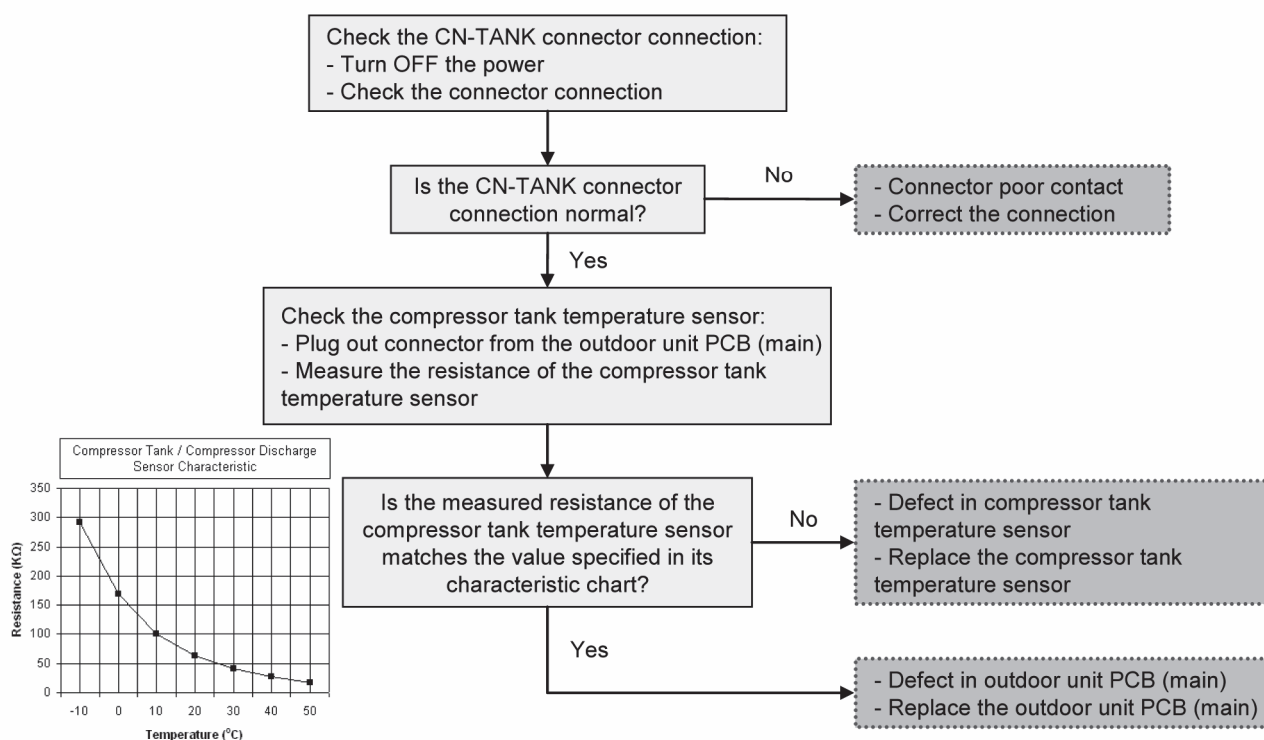 Check the CN-TANK connector connection:
- Turn OFF the power
- Check the connector connection
Is the CN-TANK connector
connection normal?
No
- Connector poor contact
- Correct the connection
Yes
Check the compressor tank temperature sensor:
- Plug out connector from the outdoor unit PCB (main)
- Measure the resistance of the compressor tank
temperature sensor
Compressor Tank / Compressor Discharge
Sensor Characteristic
Resistance (KΩ)
350
300
250
200
150
100
50
0
-10 0 10 20 30 40 50
Temperature (°C)
Is the measured resistance of the
compressor tank temperature sensor
matches the value specified in its
characteristic chart?
No
- Defect in compressor tank
temperature sensor
- Replace the compressor tank
temperature sensor
Yes
- Defect in outdoor unit PCB (main)
- Replace the outdoor unit PCB (main)